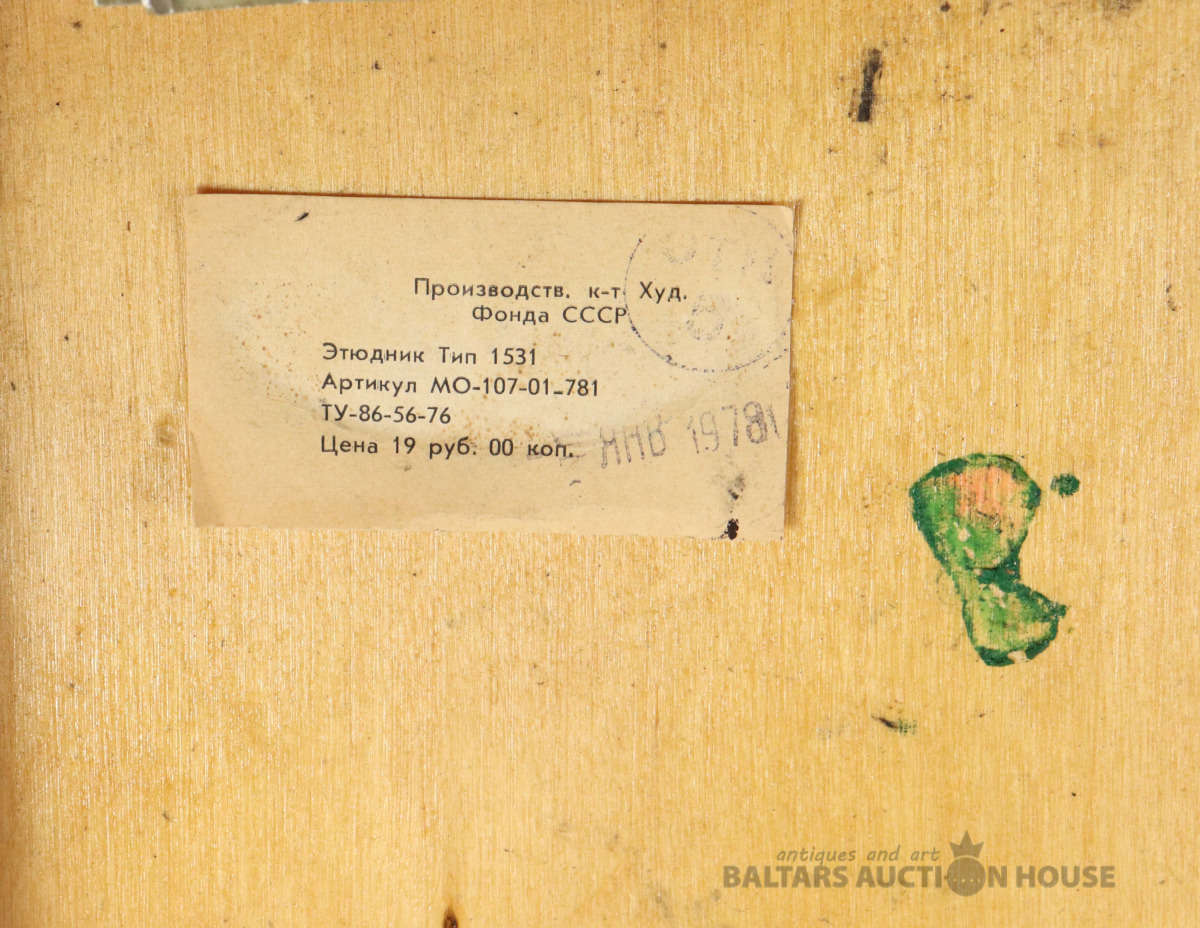 Производств. к-т Худ.
Фонда СССР
Этюдник Тип 1531
Артикул МО-107-01-781
ТУ-86-56-76
Цена 19 руб. 00 коп.
ЯНВ 1978
antiques and art
BALTARS AUCTION HOUSE